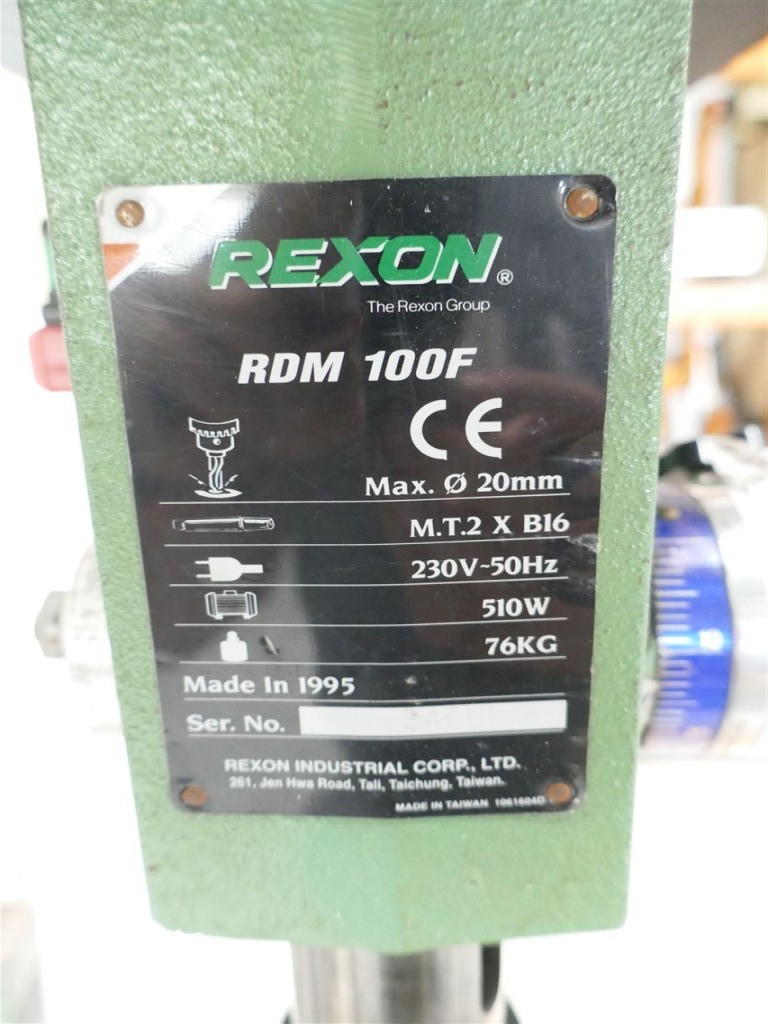 REXON®
The Rexon Group
RDM 100F
CE
Max. Ø 20mm
M.T.2 X B16
230V~50Hz
510W
76KG
Made In 1995
Ser. No.
REXON INDUSTRIAL CORP., LTD.
261, Jen Hwa Road, Tali, Taichung, Taiwan.
MADE IN TAIWAN 1061604D